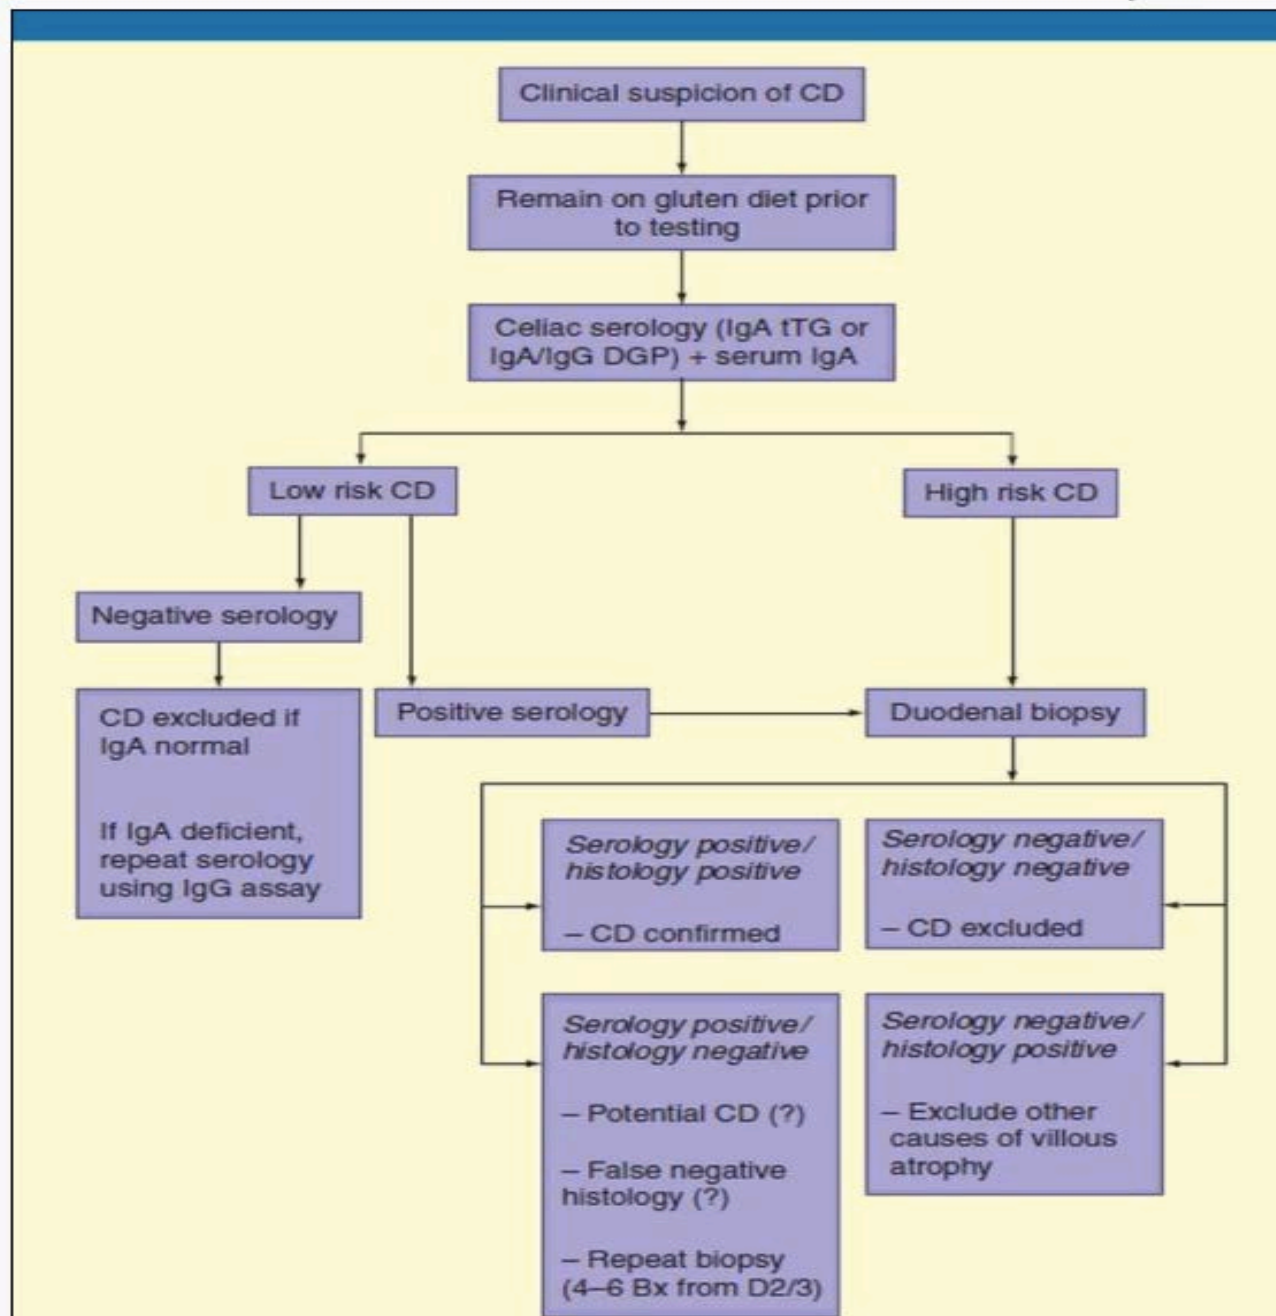 Clinical suspicion of CD
Remain on gluten diet prior
to testing
Celiac serology (IgA tTG or
IgA/IgG DGP) + serum IgA
Low risk CD
High risk CD
Negative serology
CD excluded if
IgA normal
If IgA deficient,
repeat serology
using IgG assay
Positive serology
Duodenal biopsy
Serology positive/
histology positive
– CD confirmed
Serology negative/
histology negative
– CD excluded
Serology positive/
histology negative
– Potential CD (?)
– False negative
histology (?)
– Repeat biopsy
(4–6 Bx from D2/3)
Serology negative/
histology positive
– Exclude other
causes of villous
atrophy